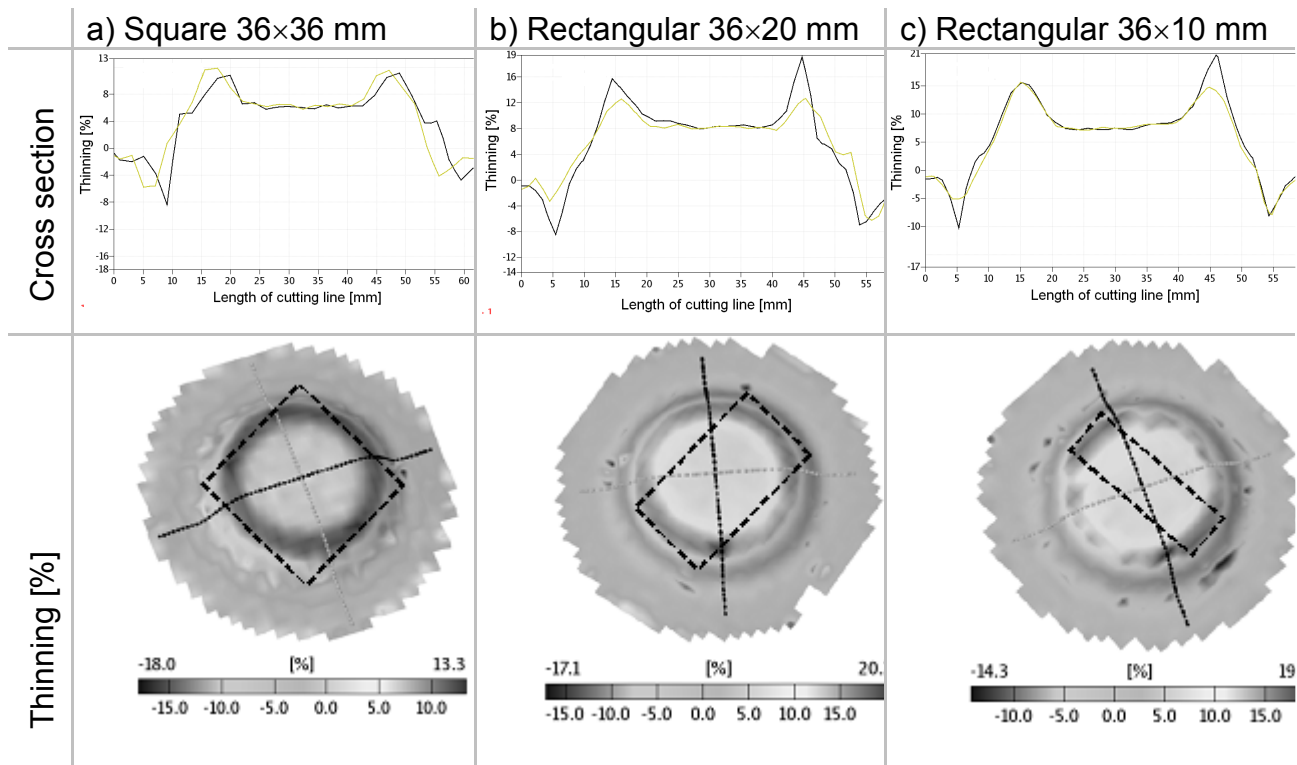 a) Square 36×36 mm
b) Rectangular 36×20 mm
c) Rectangular 36×10 mm
Cross section
13
8
4
0
-4
-8
-12
-16
-18
Thinning [%]
0 5 10 15 20 25 30 35 40 45 50 55 60
Length of cutting line [mm]
19
16
12
8
4
0
-4
-8
-12
-14
Thinning [%]
0 5 10 15 20 25 30 35 40 45 50 55
Length of cutting line [mm]
1
21
15
10
5
0
-5
-10
-17
Thinning [%
0 5 10 15 20 25 30 35 40 45 50 55
Length of cutting line [mm]
Thinning [%]
-18.0 [%] 13.3
-15.0 -10.0 -5.0 0.0 5.0 10.0
-17.1 [%] 20.
-15.0 -10.0 -5.0 0.0 5.0 10.0 15.0
-14.3 [%] 19
-10.0 -5.0 0.0 5.0 10.0 15.0